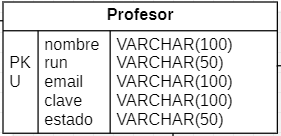 Profesor
nombre VARCHAR(100)
PK run VARCHAR(50)
U email VARCHAR(100)
clave VARCHAR(100)
estado VARCHAR(50)